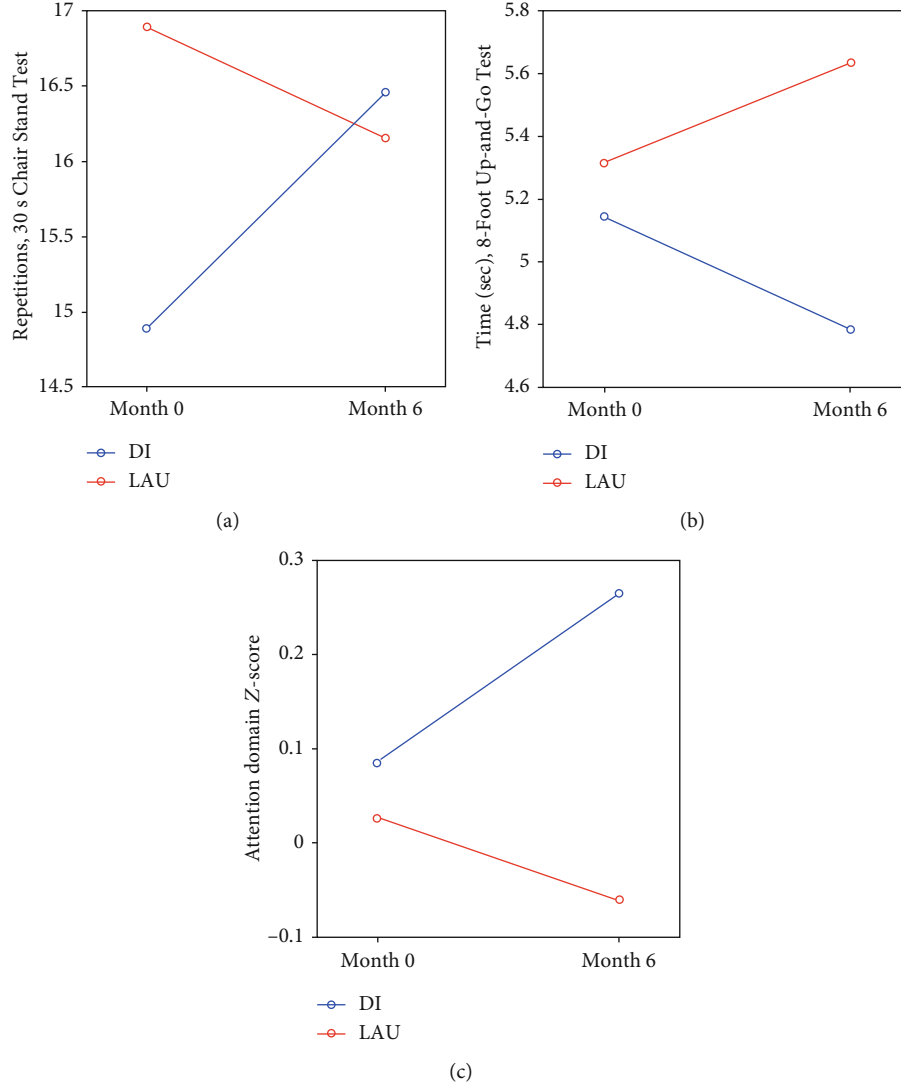 Repetitions, 30 s Chair Stand Test
17
16.5
16
15.5
15
14.5
Month 0
Month 6
DI
LAU
(a)
Time (sec), 8-Foot Up-and-Go Test
5.8
5.6
5.4
5.2
5
4.8
4.6
Month 0
Month 6
DI
LAU
(b)
Attention domain Z-score
0.3
0.2
0.1
0
–0.1
Month 0
Month 6
DI
LAU
(c)